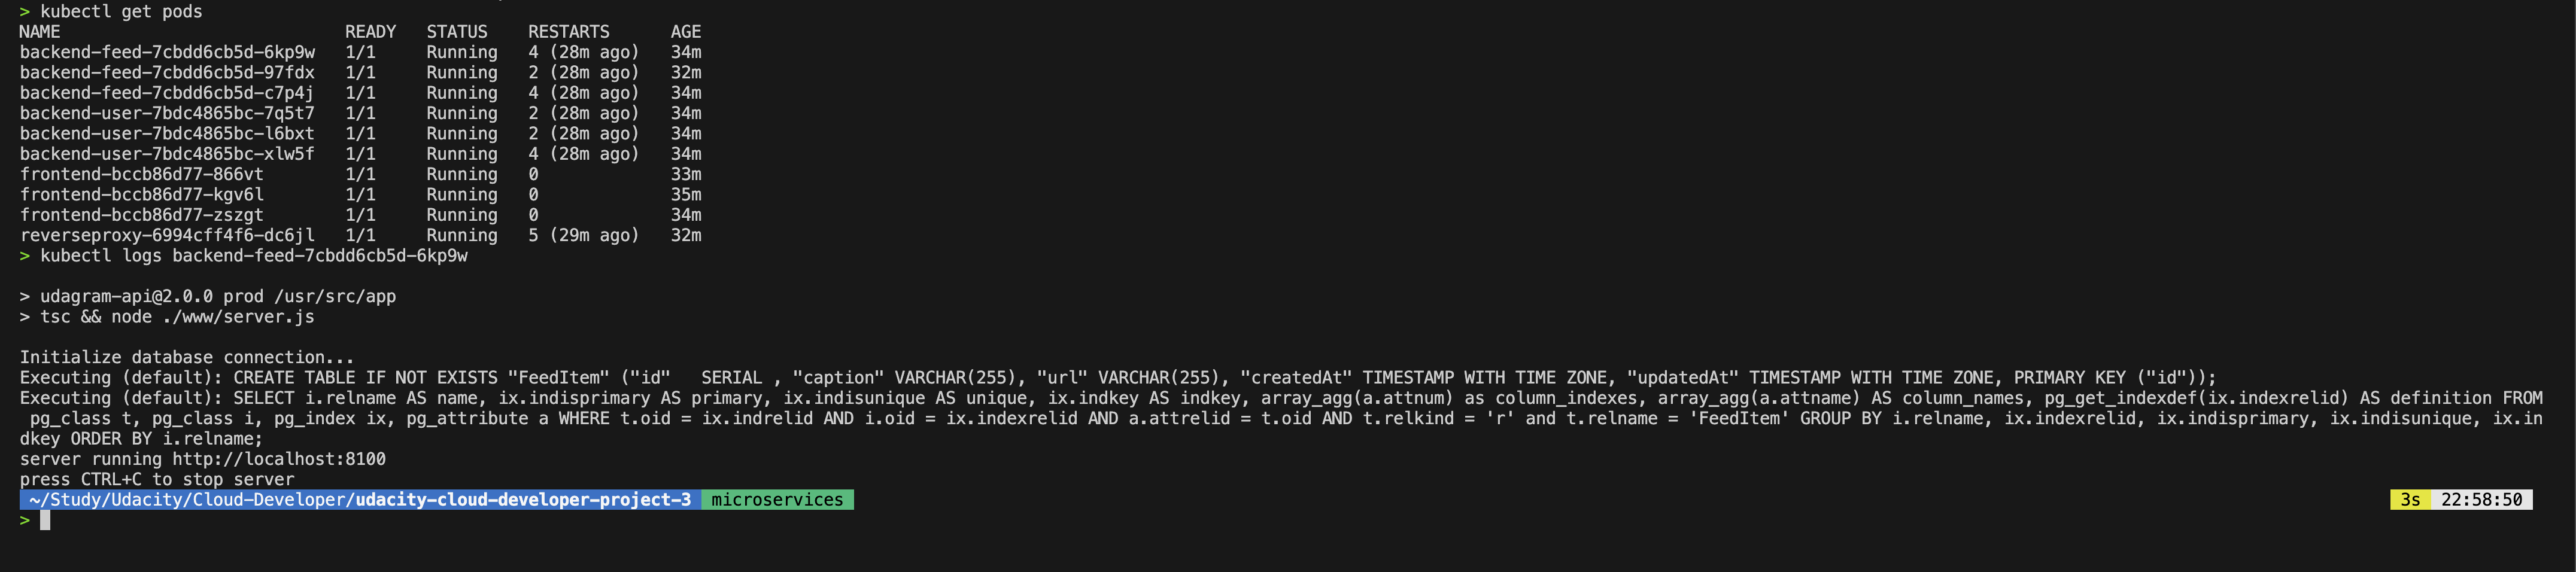 > kubectl get pods
NAME                            READY   STATUS    RESTARTS      AGE
backend-feed-7cbdd6cb5d-6kp9w   1/1     Running   4 (28m ago)   34m
backend-feed-7cbdd6cb5d-97fdx   1/1     Running   2 (28m ago)   32m
backend-feed-7cbdd6cb5d-c7p4j   1/1     Running   4 (28m ago)   34m
backend-user-7bdc4865bc-7q5t7   1/1     Running   2 (28m ago)   34m
backend-user-7bdc4865bc-l6bxt   1/1     Running   2 (28m ago)   34m
backend-user-7bdc4865bc-xlw5f   1/1     Running   4 (28m ago)   34m
frontend-bccb86d77-866vt        1/1     Running   0             33m
frontend-bccb86d77-kgv6l        1/1     Running   0             35m
frontend-bccb86d77-zszgt        1/1     Running   0             34m
reverseproxy-6994cff4f6-dc6jl   1/1     Running   5 (29m ago)   32m
> kubectl logs backend-feed-7cbdd6cb5d-6kp9w
> udagram-api@2.0.0 prod /usr/src/app
> tsc && node ./www/server.js
Initialize database connection...
Executing (default): CREATE TABLE IF NOT EXISTS "FeedItem" ("id"   SERIAL , "caption" VARCHAR(255), "url" VARCHAR(255), "createdAt" TIMESTAMP WITH TIME ZONE, "updatedAt" TIMESTAMP WITH TIME ZONE, PRIMARY KEY ("id"));
Executing (default): SELECT i.relname AS name, ix.indisprimary AS primary, ix.indisunique AS unique, ix.indkey AS indkey, array_agg(a.attnum) as column_indexes, array_agg(a.attname) AS column_names, pg_get_indexdef(ix.indexrelid) AS definition FROM
 pg_class t, pg_class i, pg_index ix, pg_attribute a WHERE t.oid = ix.indrelid AND i.oid = ix.indexrelid AND a.attrelid = t.oid AND t.relkind = 'r' and t.relname = 'FeedItem' GROUP BY i.relname, ix.indexrelid, ix.indisprimary, ix.indisunique, ix.in
dkey ORDER BY i.relname;
server running http://localhost:8100
press CTRL+C to stop server
~/Study/Udacity/Cloud-Developer/udacity-cloud-developer-project-3 microservices 3s 22:58:50
>